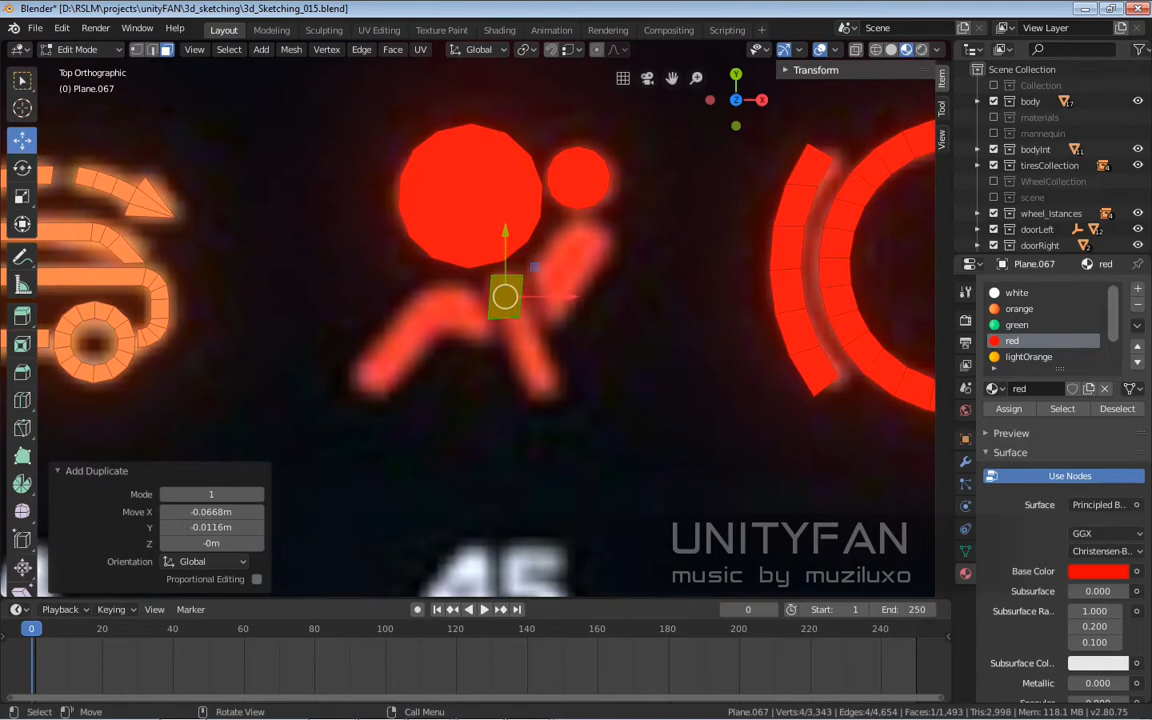 Blender* [D:\RSLM\projects\unityFAN\3d_sketching\3d_Sketching_015.blend]
File Edit Render Window Help Layout Modeling Sculpting UV Editing Texture Paint Shading Animation Rendering Compositing Scripting Scene View Layer
Edit Mode View Select Add Mesh Vertex Edge Face UV Global
Top Orthographic
(0) Plane.067
Transform
Item
Tool
View
Y
X
Z
Scene Collection
Collection
body 17
materials
mannequin
bodyInt 11
tiresCollection 4
WheelCollection
scene
wheel_Istances 4
doorLeft 12
doorRight 2
Plane.067 red
white
orange
green
red
lightOrange
red
Assign Select Deselect
Preview
Surface
Use Nodes
Surface Principled B..
GGX
Christensen-B..
Base Color
Subsurface 0.000
Subsurface Ra.. 1.000
0.200
0.100
Subsurface Col..
Metallic 0.000
Add Duplicate
Mode 1
Move X -0.0668m
Y -0.0116m
Z -0m
Orientation Global
Proportional Editing
45
UNITYFAN
music by muziluxo
Playback Keying View Marker 0 Start: 1 End: 250
0 20 40 60 80 100 120 140 160 180 200 220 240
Select Move Rotate View Call Menu Plane.067 | Verts:4/3,343 | Edges:4/4,654 | Faces:1/1,493 | Tris:2,998 | Mem: 118.1 MB | v2.80.75